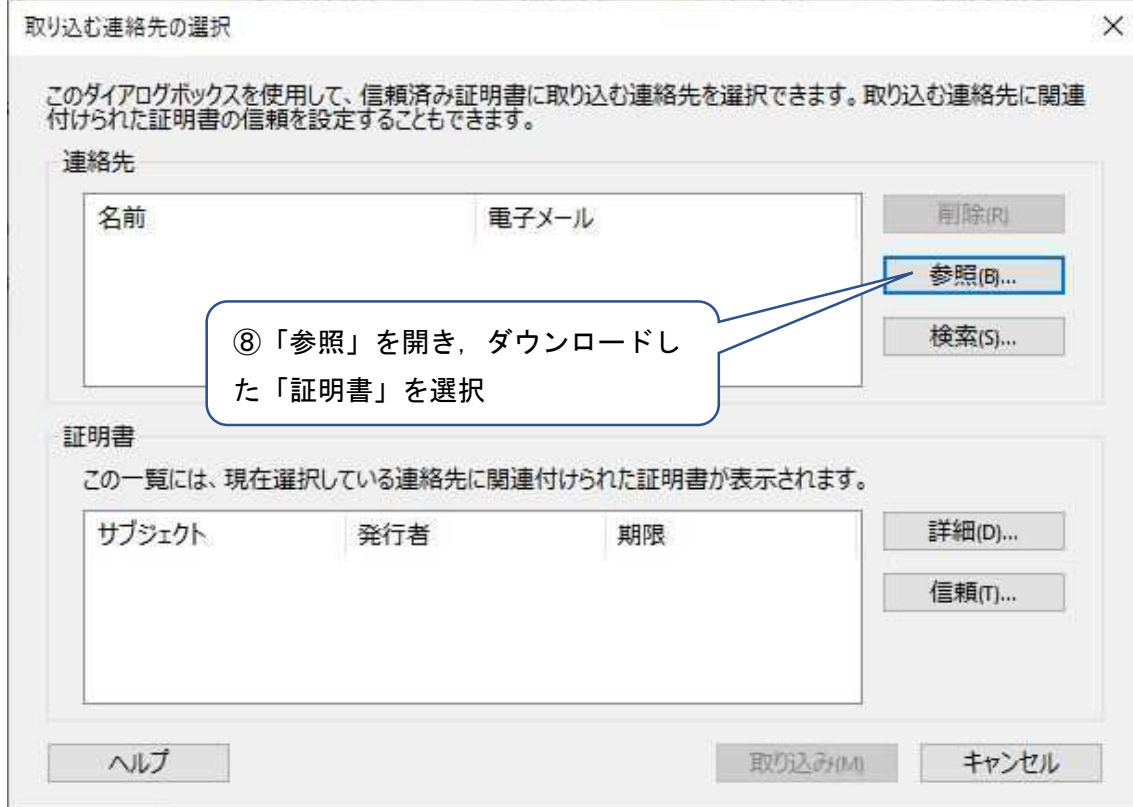 取り込む連絡先の選択
このダイアログボックスを使用して、信頼済み証明書に取り込む連絡先を選択できます。取り込む連絡先に関連
付けられた証明書の信頼を設定することもできます。
連絡先
名前 電子メール
削除(R)
参照(B)...
検索(S)...
⑧「参照」を開き，ダウンロードし
た「証明書」を選択
証明書
この一覧には、現在選択している連絡先に関連付けられた証明書が表示されます。
サブジェクト 発行者 期限
詳細(D)...
信頼(T)...
ヘルプ 取り込み(M) キャンセル